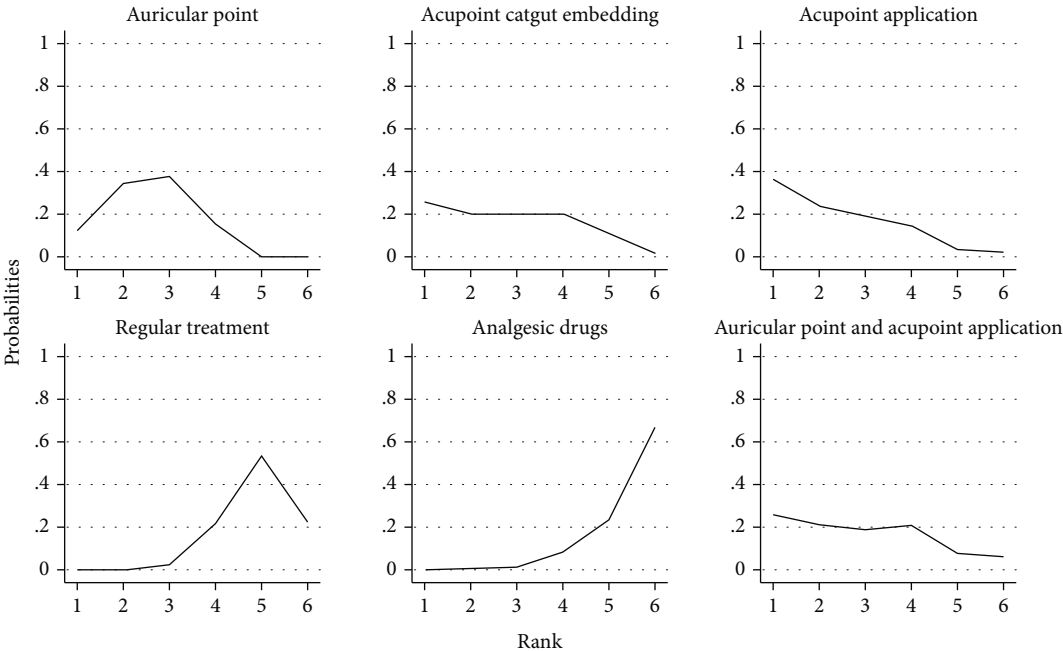 Auricular point
Acupoint catgut embedding
Acupoint application
1
.8
.6
.4
.2
0
1 2 3 4 5 6
1
.8
.6
.4
.2
0
1 2 3 4 5 6
1
.8
.6
.4
.2
0
1 2 3 4 5 6
Probabilities
Regular treatment
Analgesic drugs
Auricular point and acupoint application
1
.8
.6
.4
.2
0
1 2 3 4 5 6
1
.8
.6
.4
.2
0
1 2 3 4 5 6
1
.8
.6
.4
.2
0
1 2 3 4 5 6
Rank